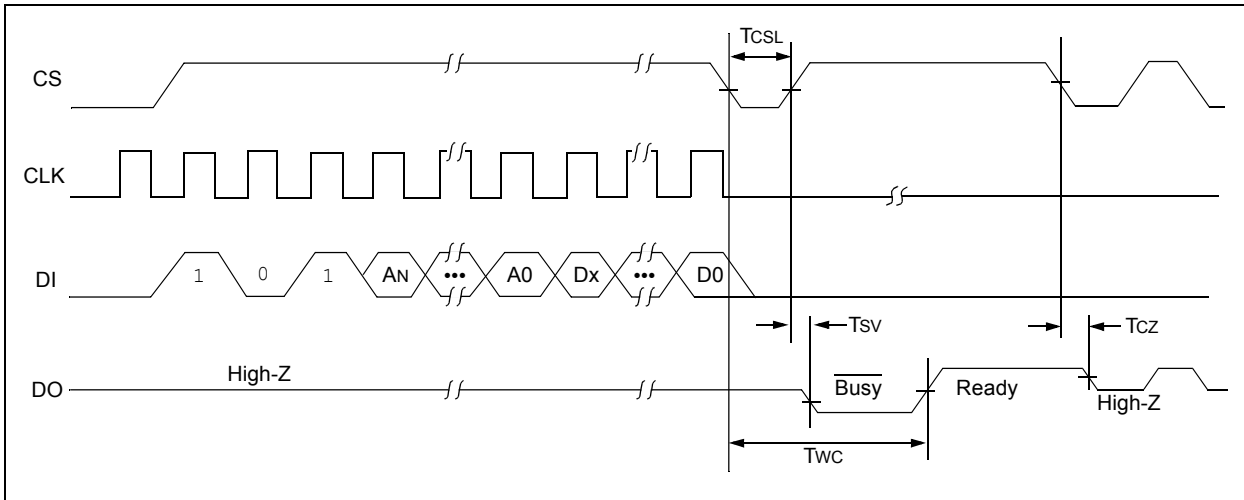 TCSL
CS
CLK
DI 1 0 1 AN ••• A0 Dx ••• D0
TSV TCZ
DO High-Z Busy Ready High-Z
TWC